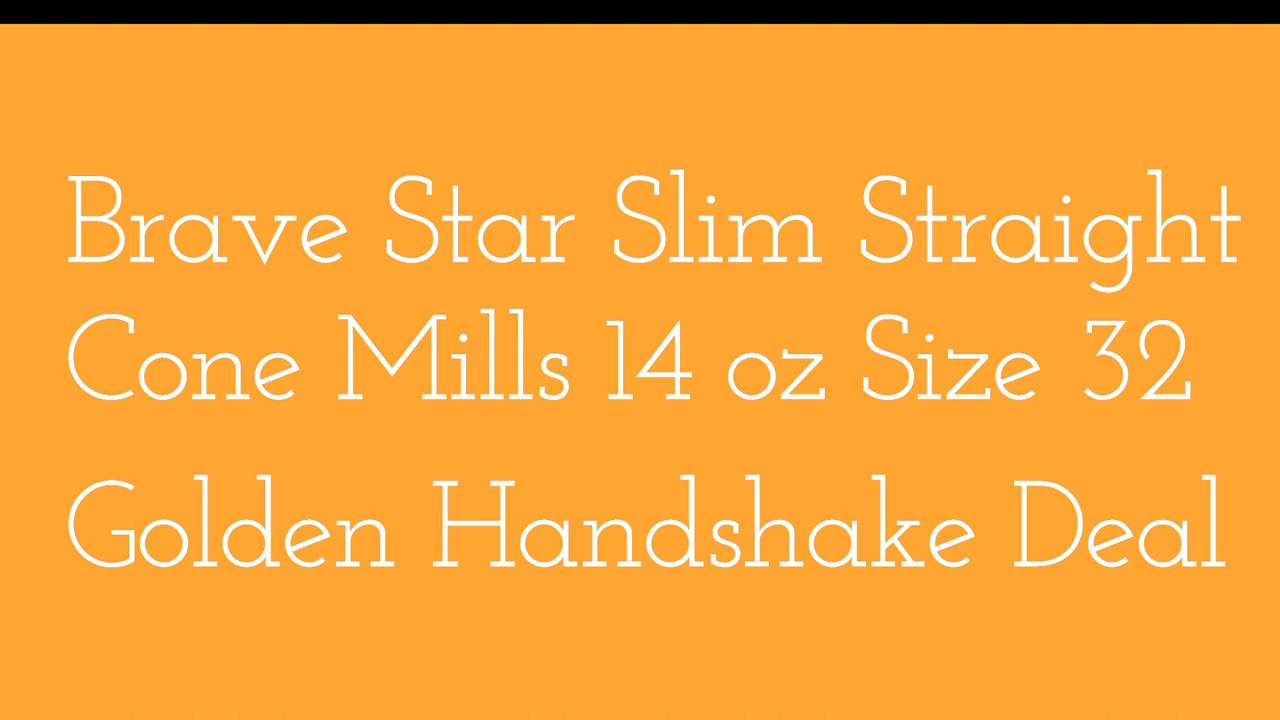 Brave Star Slim Straight
Cone Mills 14 oz Size 32
Golden Handshake Deal